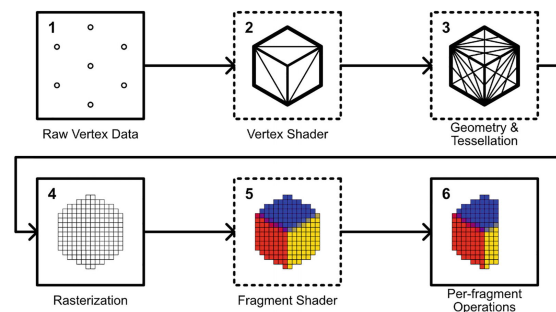 1
Raw Vertex Data
2
Vertex Shader
3
Geometry &
Tessellation
4
Rasterization
5
Fragment Shader
6
Per-fragment
Operations